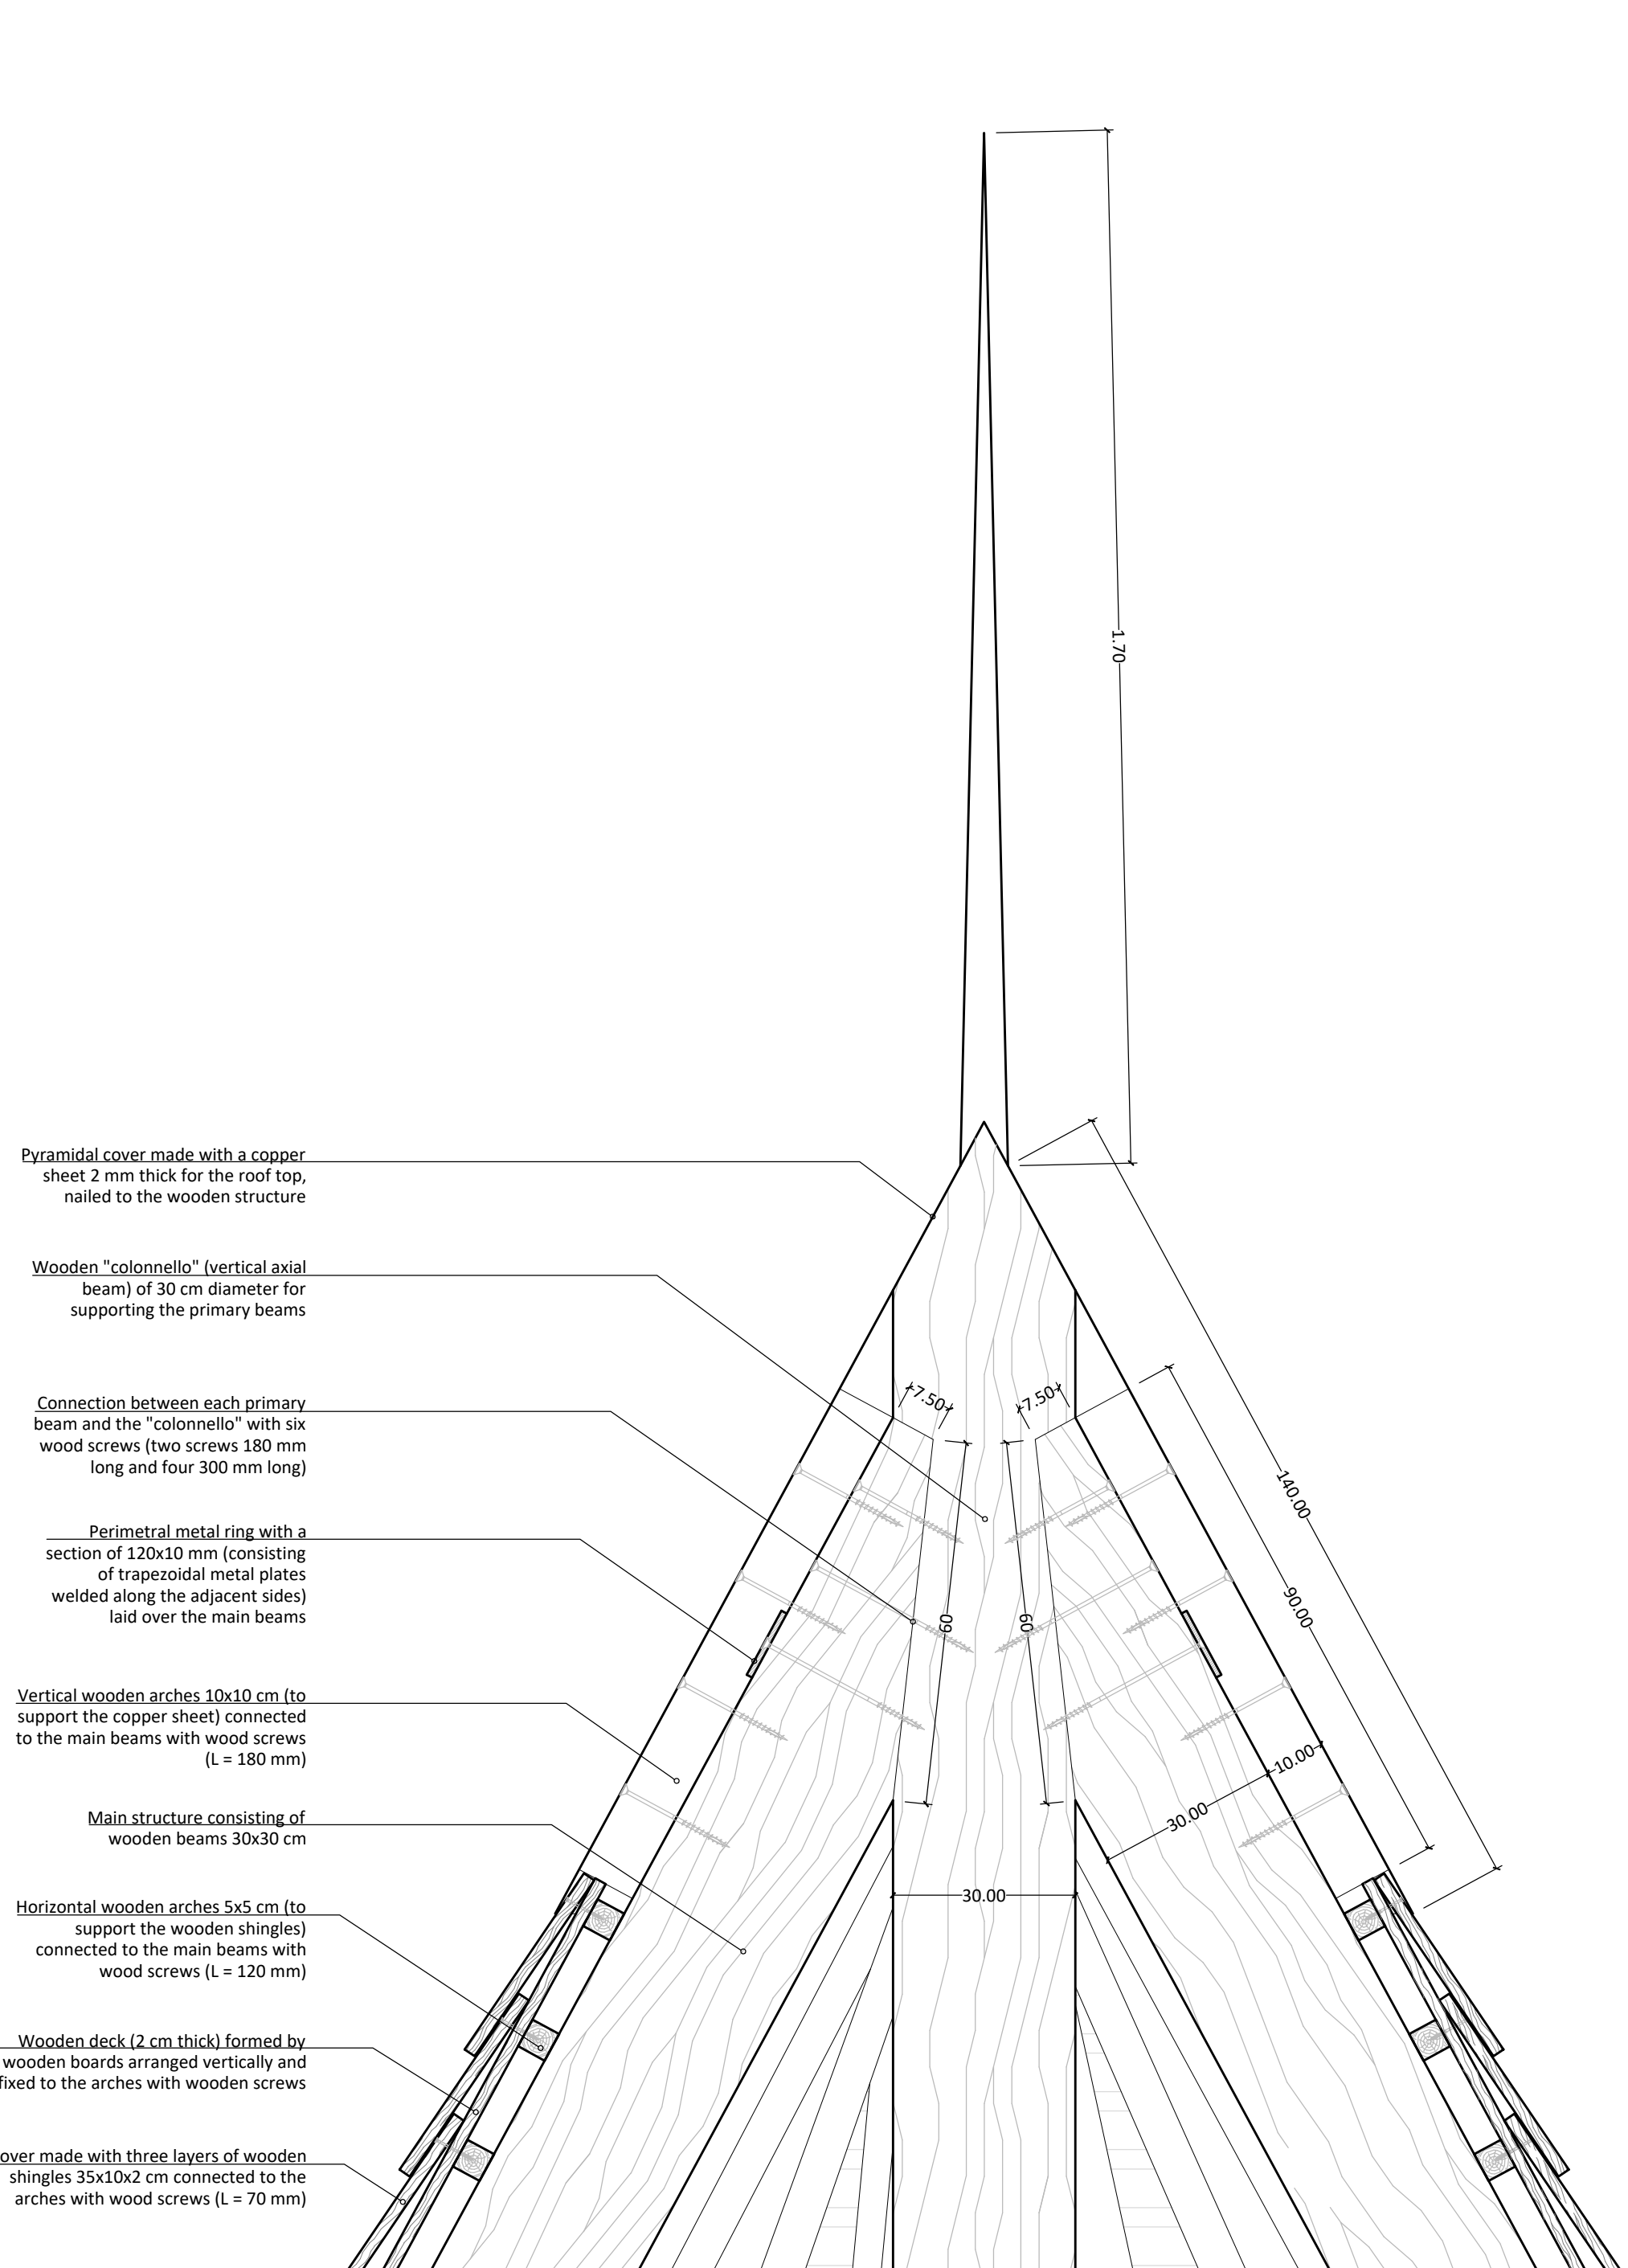 1.70
Pyramidal cover made with a copper
sheet 2 mm thick for the roof top,
nailed to the wooden structure
Wooden "colonnello" (vertical axial
beam) of 30 cm diameter for
supporting the primary beams
Connection between each primary
beam and the "colonnello" with six
wood screws (two screws 180 mm
long and four 300 mm long)
7.50
7.50
140.00
Perimetral metal ring with a
section of 120x10 mm (consisting
of trapezoidal metal plates
welded along the adjacent sides)
laid over the main beams
60
60
90.00
Vertical wooden arches 10x10 cm (to
support the copper sheet) connected
to the main beams with wood screws
(L = 180 mm)
10.00
30.00
Main structure consisting of
wooden beams 30x30 cm
30.00
Horizontal wooden arches 5x5 cm (to
support the wooden shingles)
connected to the main beams with
wood screws (L = 120 mm)
Wooden deck (2 cm thick) formed by
wooden boards arranged vertically and
fixed to the arches with wooden screws
over made with three layers of wooden
shingles 35x10x2 cm connected to the
arches with wood screws (L = 70 mm)